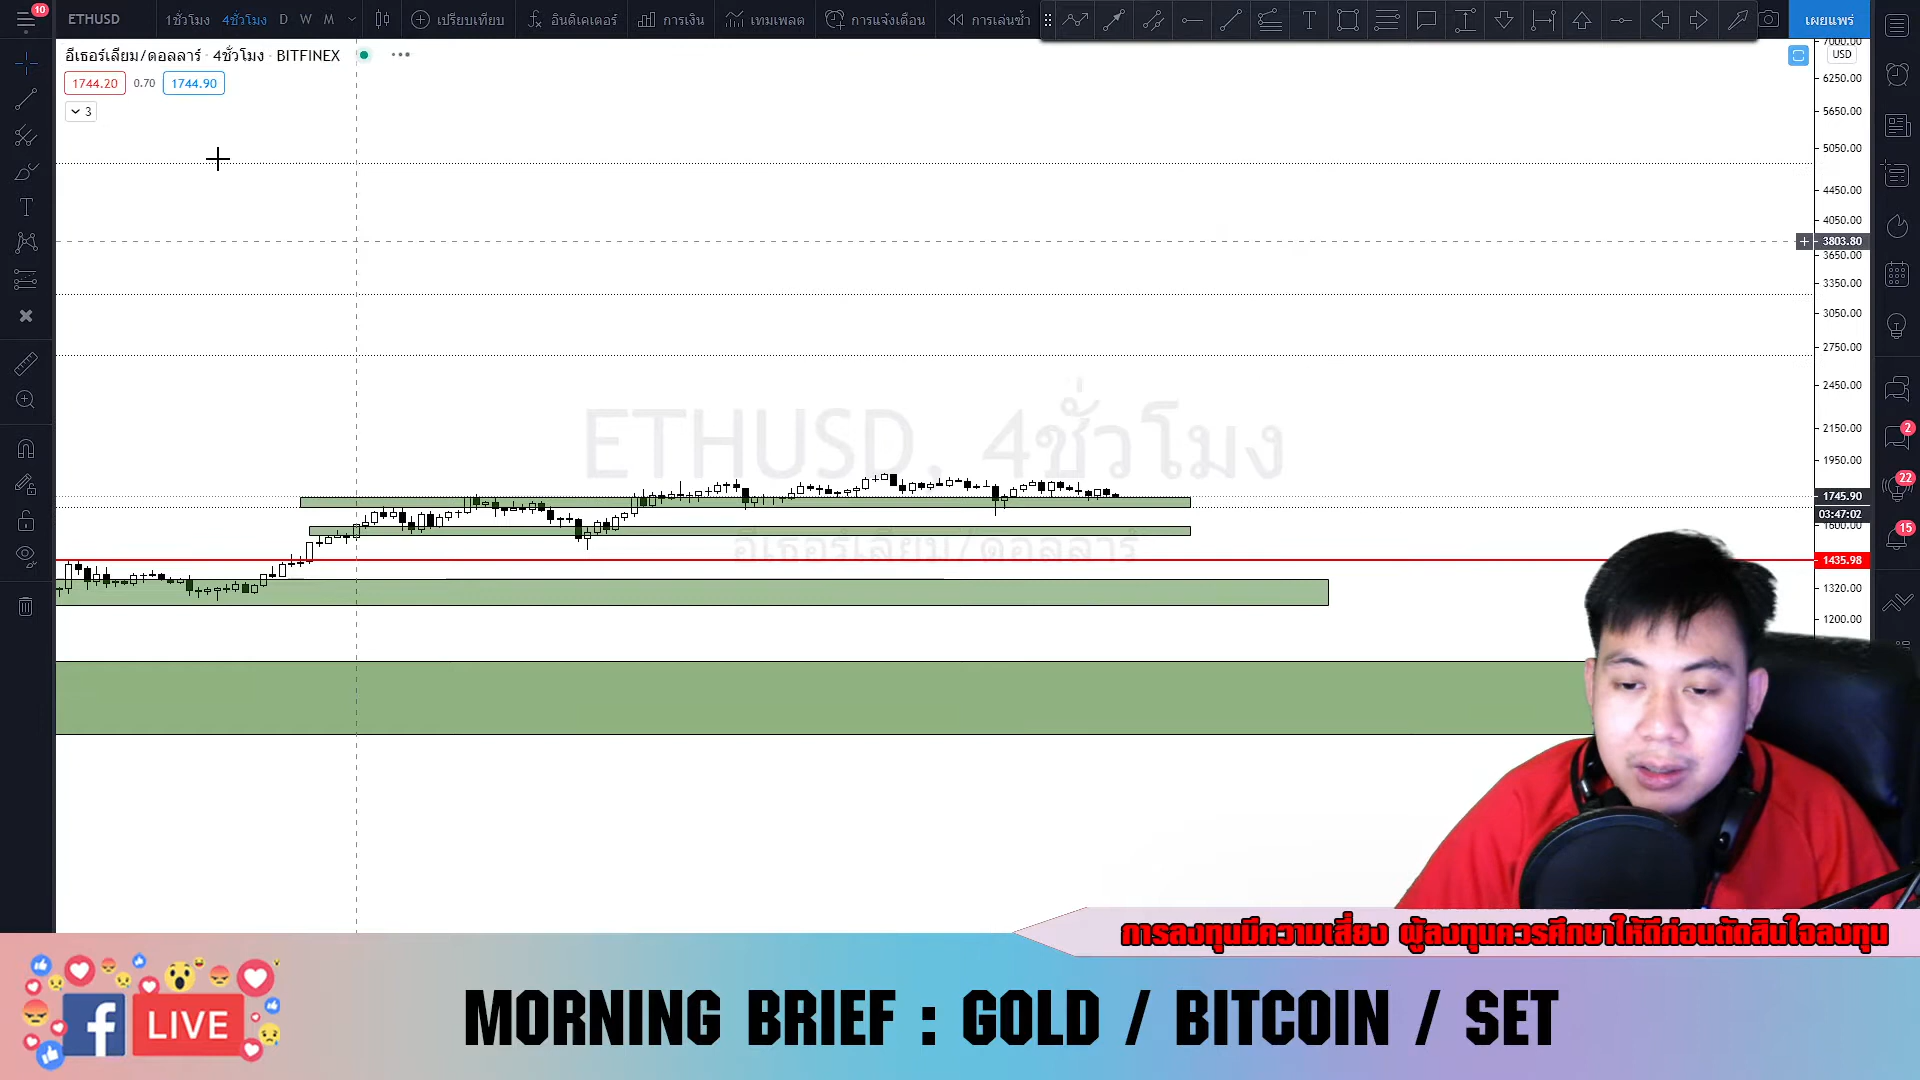 10
ETHUSD 1ชั่วโมง 4ชั่วโมง D W M เปรียบเทียบ อินดิเคเตอร์ การเงิน เทมเพลต การแจ้งเตือน การเล่นซ้ำ T เผยแพร่
อีเธอร์เลียม/ดอลลาร์ · 4ชั่วโมง · BITFINEX
1744.20 0.70 1744.90
3
USD
7000.00
6250.00
5650.00
5050.00
4450.00
4050.00
3803.80
3650.00
3350.00
3050.00
2750.00
2450.00
2150.00
1950.00
1745.90
03:47:02
1600.00
1435.98
1320.00
1200.00
ETHUSD, 4ชั่วโมง
อีเธอร์เลียม/ดอลลาร์
2
22
15
การลงทุนมีความเสี่ยง ผู้ลงทุนควรศึกษาให้ดีก่อนตัดสินใจลงทุน
f LIVE
MORNING BRIEF : GOLD / BITCOIN / SET